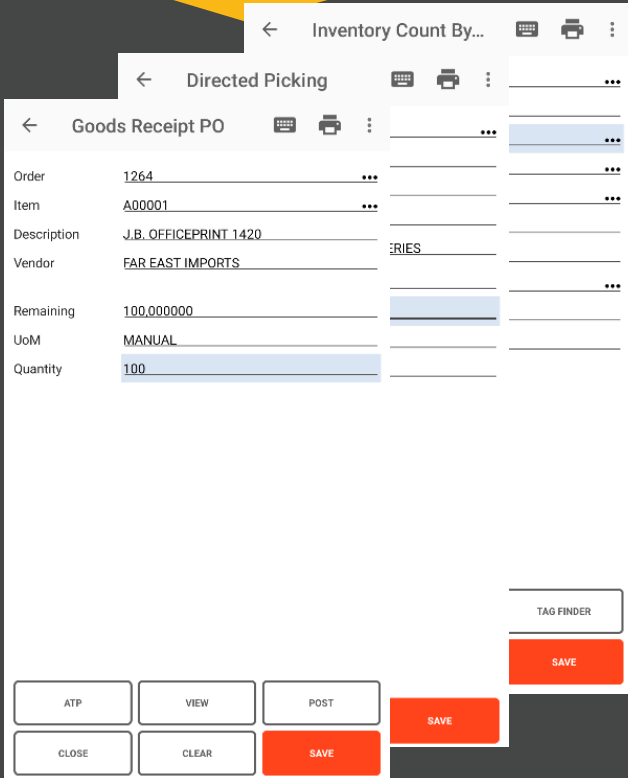 Inventory Count By...
Directed Picking
Goods Receipt PO
Order 1264
Item A00001
Description J.B. OFFICEPRINT 1420
Vendor FAR EAST IMPORTS
ERIES
Remaining 100,000000
UoM MANUAL
Quantity 100
TAG FINDER
SAVE
ATP VIEW POST
SAVE
CLOSE CLEAR SAVE